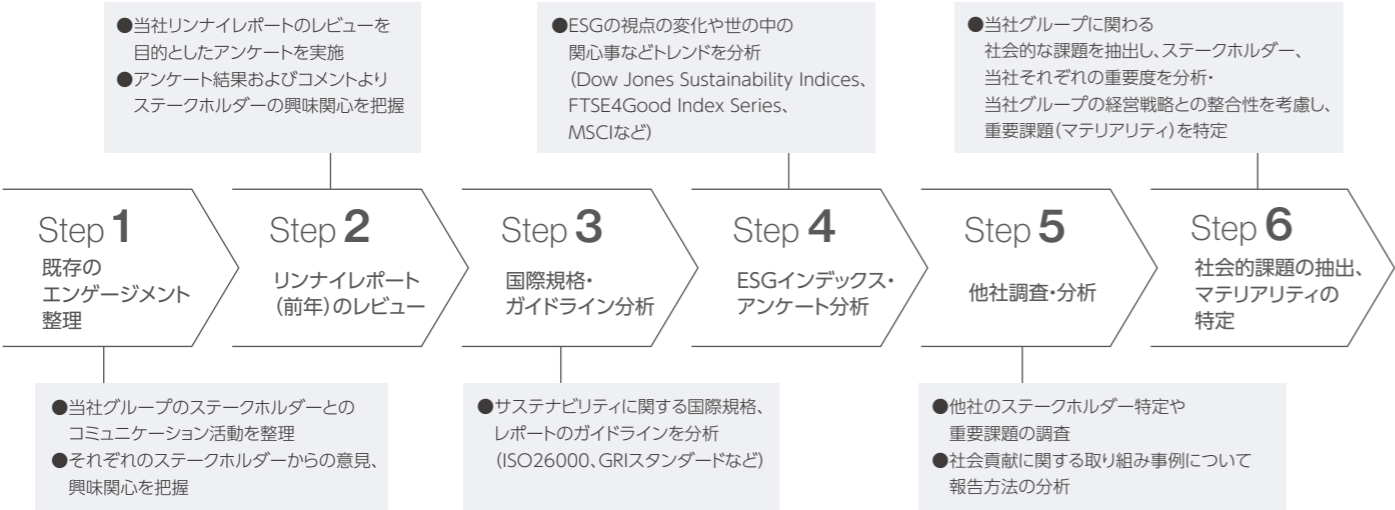 ●当社リンナイレポートのレビューを
目的としたアンケートを実施
●アンケート結果およびコメントより
ステークホルダーの興味関心を把握
●ESGの視点の変化や世の中の
関心事などトレンドを分析
（Dow Jones Sustainability Indices、
FTSE4Good Index Series、
MSCIなど）
●当社グループに関わる
社会的な課題を抽出し、ステークホルダー、
当社それぞれの重要度を分析・
当社グループの経営戦略との整合性を考慮し、
重要課題（マテリアリティ）を特定
Step 1
既存の
エンゲージメント
整理
Step 2
リンナイレポート
（前年）のレビュー
Step 3
国際規格・
ガイドライン分析
Step 4
ESGインデックス・
アンケート分析
Step 5
他社調査・分析
Step 6
社会的課題の抽出、
マテリアリティの
特定
●当社グループのステークホルダーとの
コミュニケーション活動を整理
●それぞれのステークホルダーからの意見、
興味関心を把握
●サステナビリティに関する国際規格、
レポートのガイドラインを分析
（ISO26000、GRIスタンダードなど）
●他社のステークホルダー特定や
重要課題の調査
●社会貢献に関する取り組み事例について
報告方法の分析